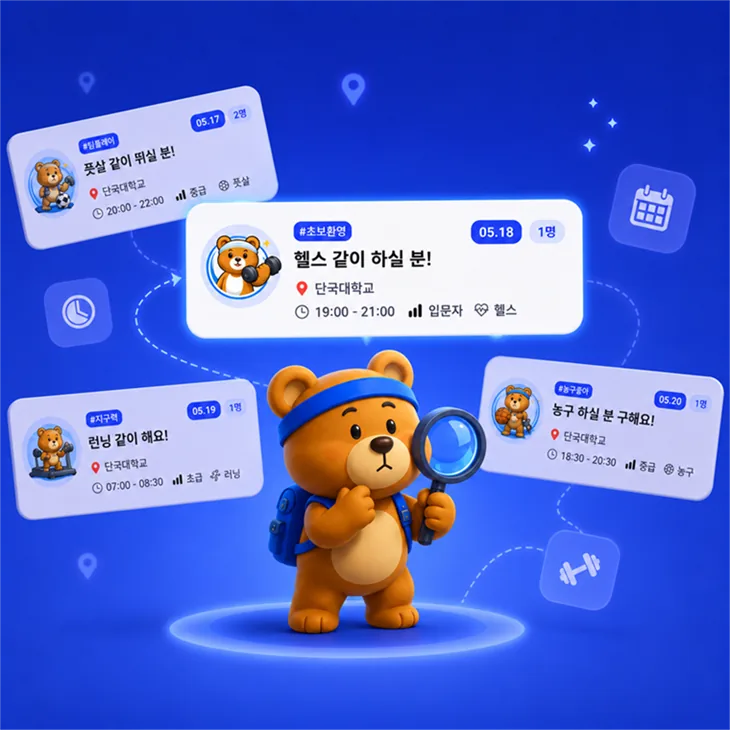 #팀플레이 05.17 2명
풋살 같이 뛰실 분!
단국대학교
20:00 - 22:00 중급 풋살
#초보환영 05.18 1명
헬스 같이 하실 분!
단국대학교
19:00 - 21:00 입문자 헬스
#지구력 05.19 1명
런닝 같이 해요!
단국대학교
07:00 - 08:30 초급 러닝
#농구좋아 05.20 1명
농구 하실 분 구해요!
단국대학교
18:30 - 20:30 중급 농구